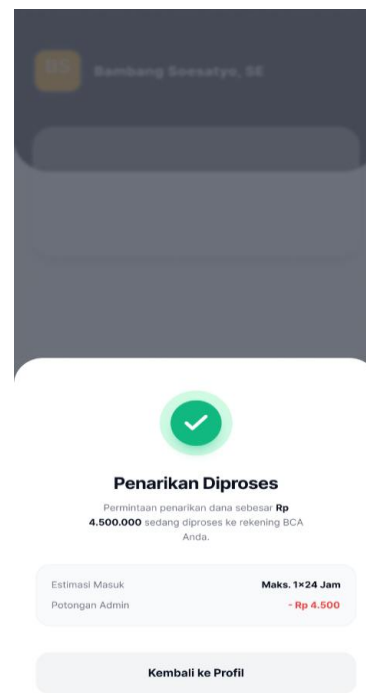 BS
Bambang Soesatyo, SE
Penarikan Diproses
Permintaan penarikan dana sebesar Rp
4.500.000 sedang diproses ke rekening BCA
Anda.
Estimasi Masuk Maks. 1×24 Jam
Potongan Admin - Rp 4.500
Kembali ke Profil